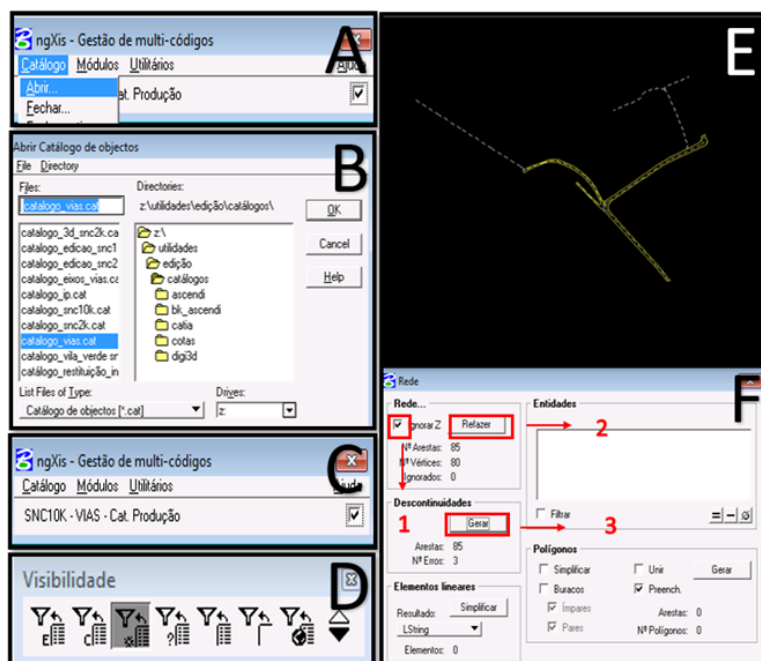 A
ngXis - Gestão de multi-códigos
Catálogo Módulos Utilitários Ajuda
Abrir...
Cat. Produção
Fechar...
B
Abrir Catálogo de objectos
File Directory
Files: Directories:
catalogo_vias.cat z:\utilidades\edição\catálogos\ OK
catalogo_3d_snc2k.ca z:\
catalogo_edicao_snc1 utilidades Cancel
catalogo_edicao_snc2 edição
catalogo_eixos_vias.ca catálogos Help
catalogo_ip.cat ascendi
catalogo_snc10k.cat bk_ascendi
catalogo_snc2k.cat catia
catalogo_vias.cat cotas
catalogo_vila_verde sr digi3d
catálogo_restituição_in
List Files of Type: Drives:
Catálogo de objectos [*.cat] z:
C
ngXis - Gestão de multi-códigos
Catálogo Módulos Utilitários Ajuda
SNC10K - VIAS - Cat. Produção
D
Visibilidade
E C ?
E
F
Rede
Rede... Entidades
Ignorar Z Refazer 2
Nº Arestas: 85
Nº Vértices: 80
Ignorados: 0
Filtrar
Descontinuidades
1 Gerar 3
Arestas: 85
Nº Erros: 3
Polígonos
Simplificar Unir Gerar
Buracos Preench.
Ímpares Arestas: 0
Pares Nº Polígonos: 0
Elementos lineares
Resultado: Simplificar
LString
Elementos: 0